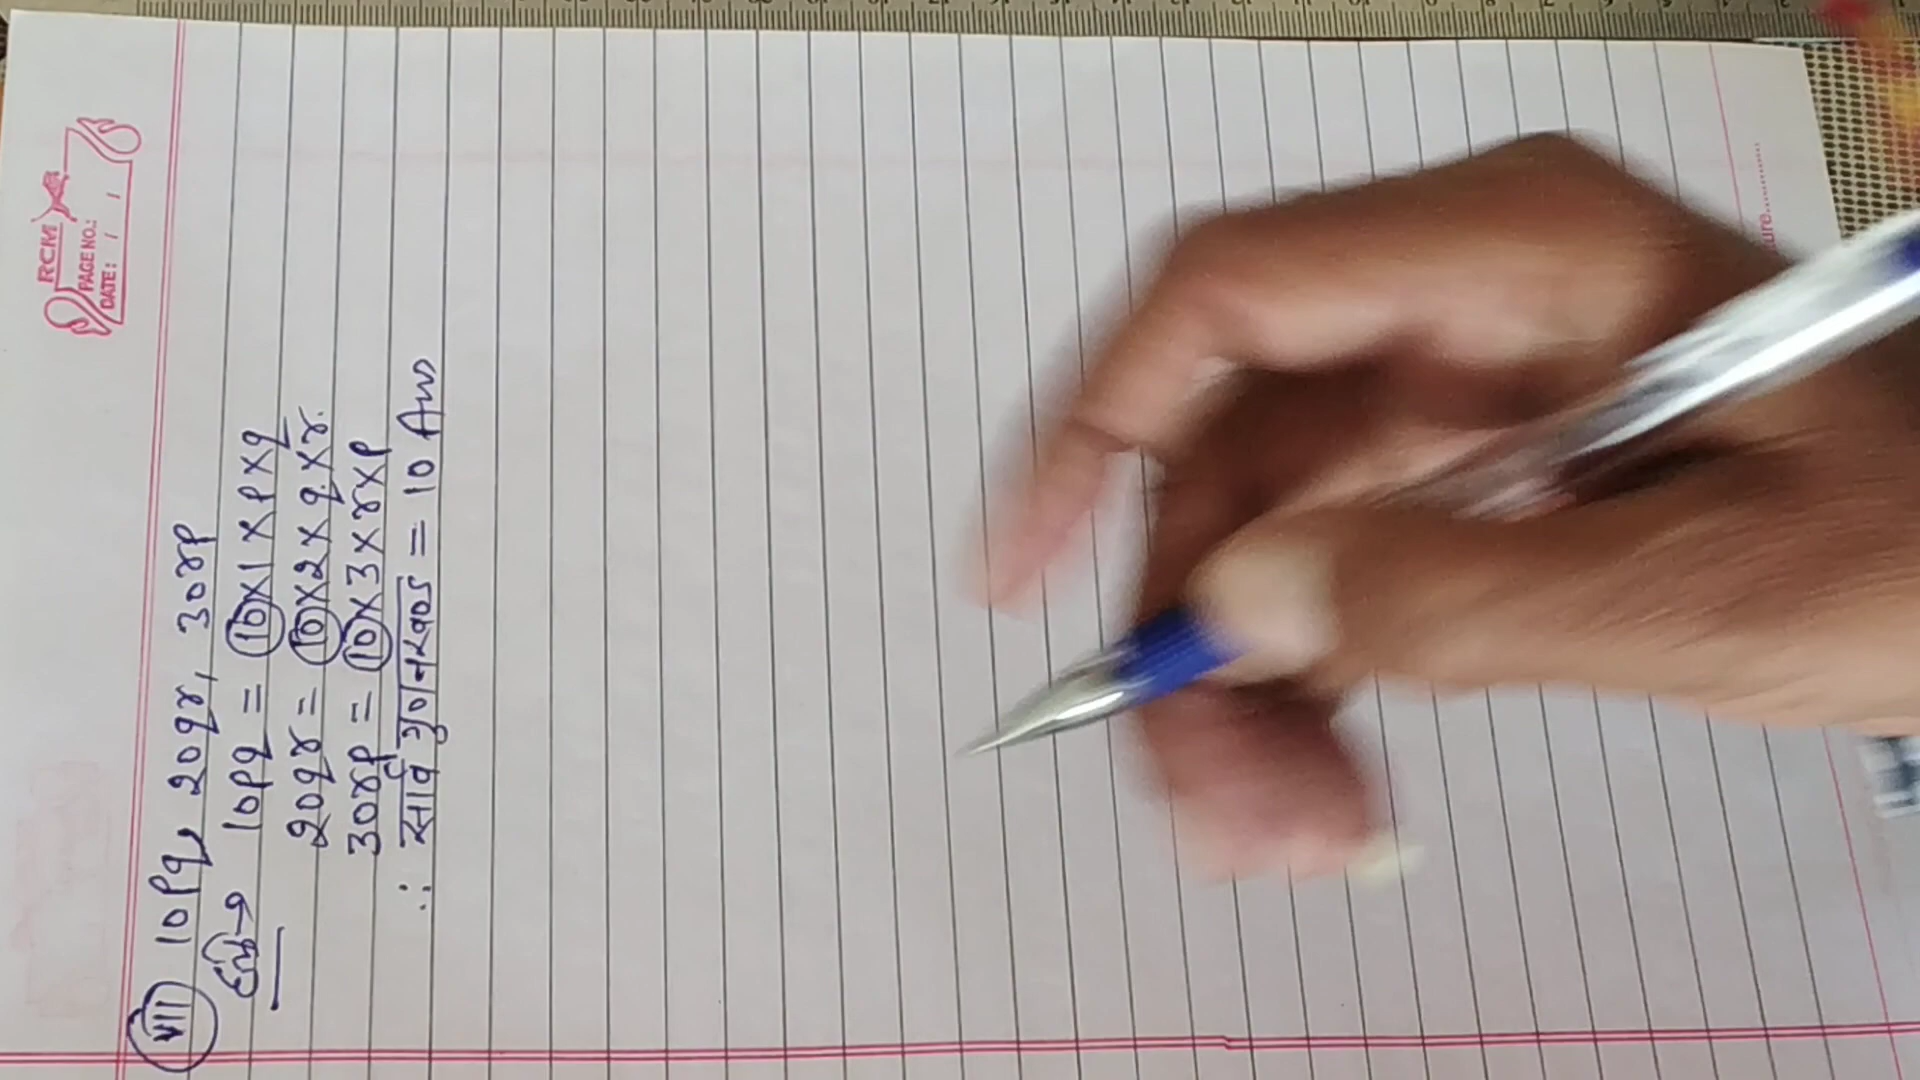 RCM
PAGE NO.:
DATE: / /
(vii) 10pq, 20qr, 30rp
हल→ 10pq = 10×1×p×q
20qr = 10×2×q×r.
30rp = 10×3×r×p
∴ सार्व गुणनखण्ड = 10 Ans